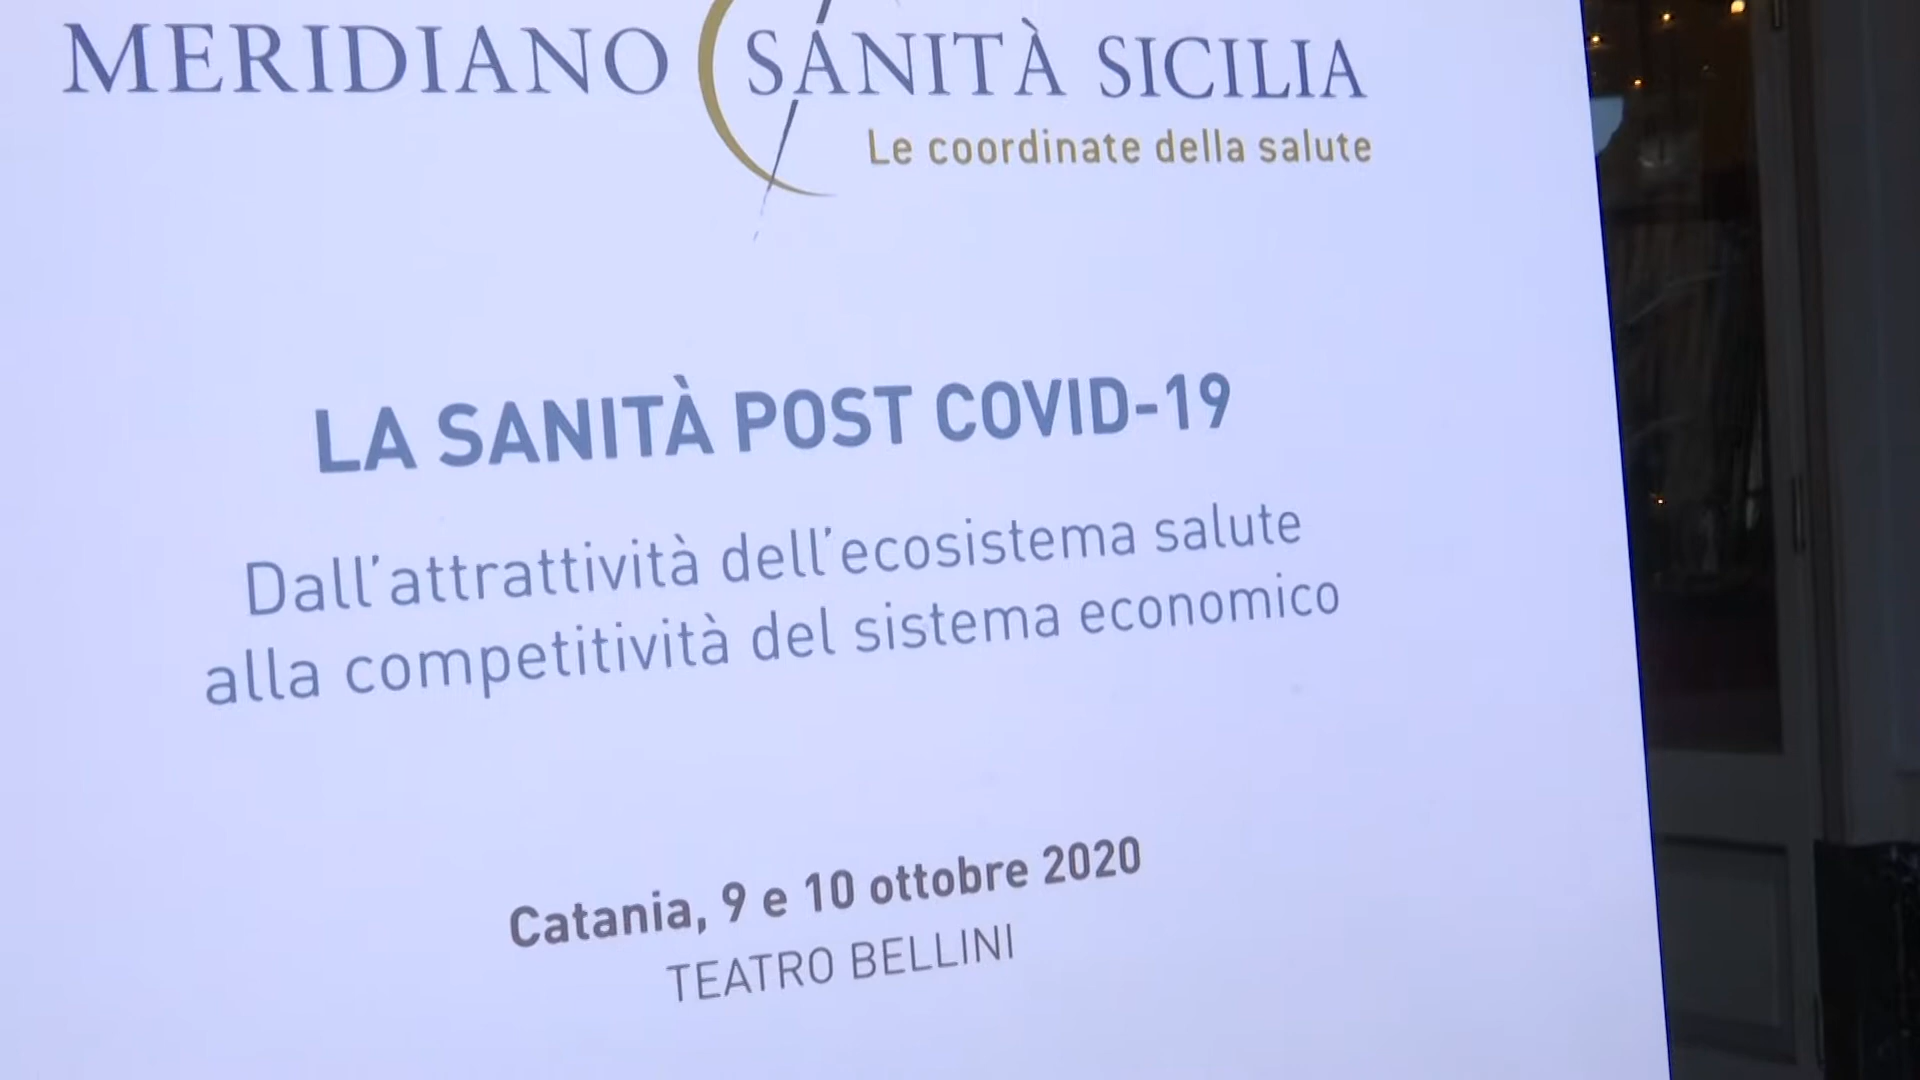 MERIDIANO SANITÀ SICILIA
Le coordinate della salute
LA SANITÀ POST COVID-19
Dall'attrattività dell'ecosistema salute
alla competitività del sistema economico
Catania, 9 e 10 ottobre 2020
TEATRO BELLINI